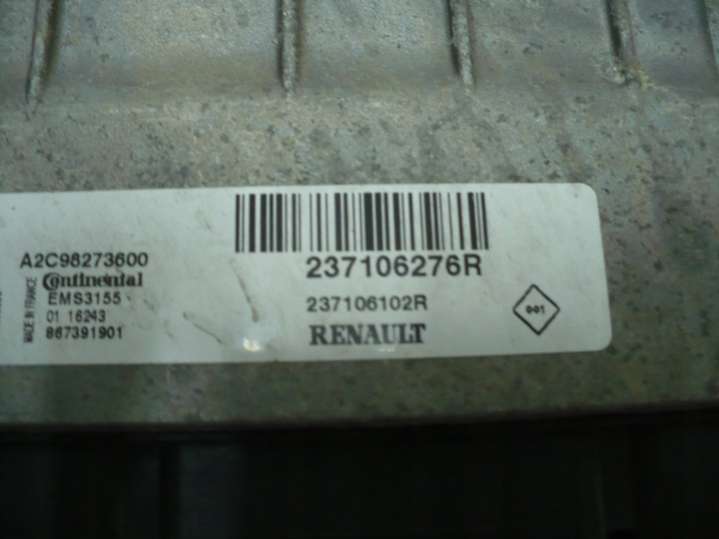 A2C98273600
Continental
EMS3155
01 16243
867391901
MADE IN FRANCE
237106276R
237106102R
RENAULT
001